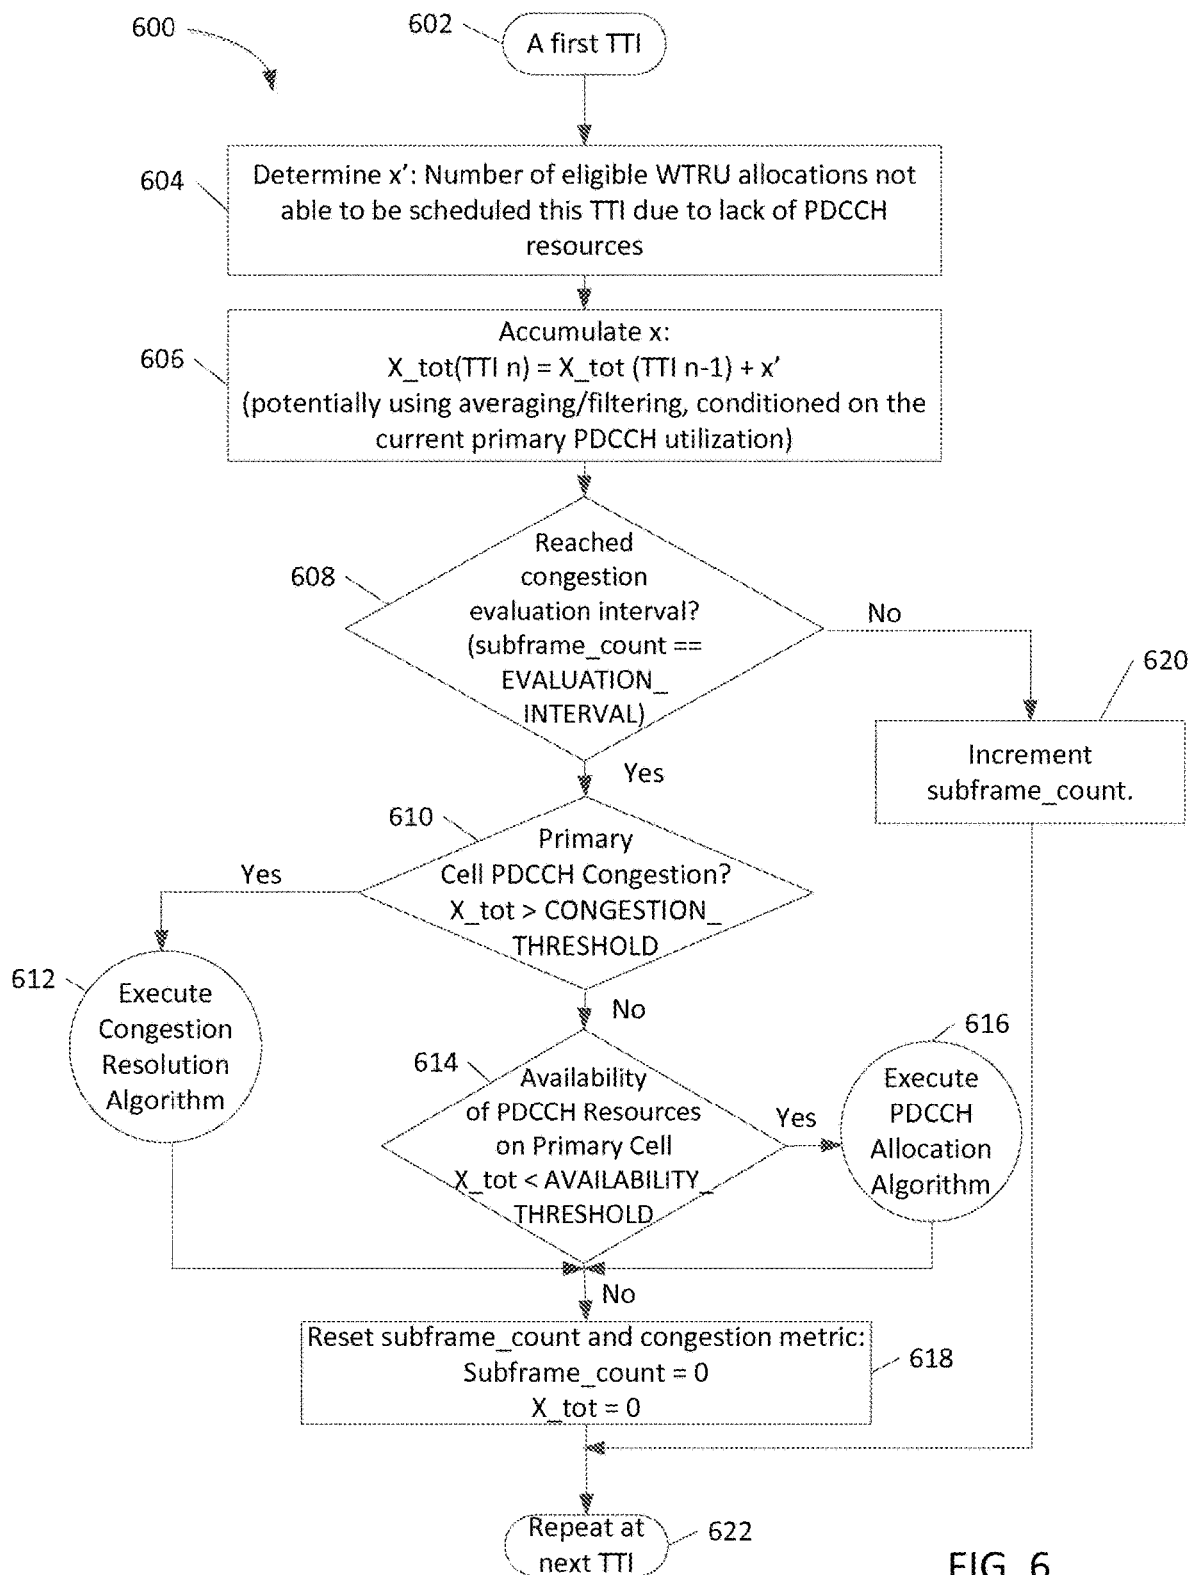 600
602
A first TTI
604
Determine x': Number of eligible WTRU allocations not
able to be scheduled this TTI due to lack of PDCCH
resources
606
Accumulate x:
X_tot(TTI n) = X_tot (TTI n-1) + x'
(potentially using averaging/filtering, conditioned on the
current primary PDCCH utilization)
608
Reached
congestion
evaluation interval?
(subframe_count ==
EVALUATION_
INTERVAL)
No
620
Increment
subframe_count.
Yes
610
Primary
Cell PDCCH Congestion?
X_tot > CONGESTION_
THRESHOLD
Yes
612
Execute
Congestion
Resolution
Algorithm
No
614
Availability
of PDCCH Resources
on Primary Cell
X_tot < AVAILABILITY_
THRESHOLD
Yes
616
Execute
PDCCH
Allocation
Algorithm
No
Reset subframe_count and congestion metric:
Subframe_count = 0
X_tot = 0
618
Repeat at
next TTI
622
FIG. 6